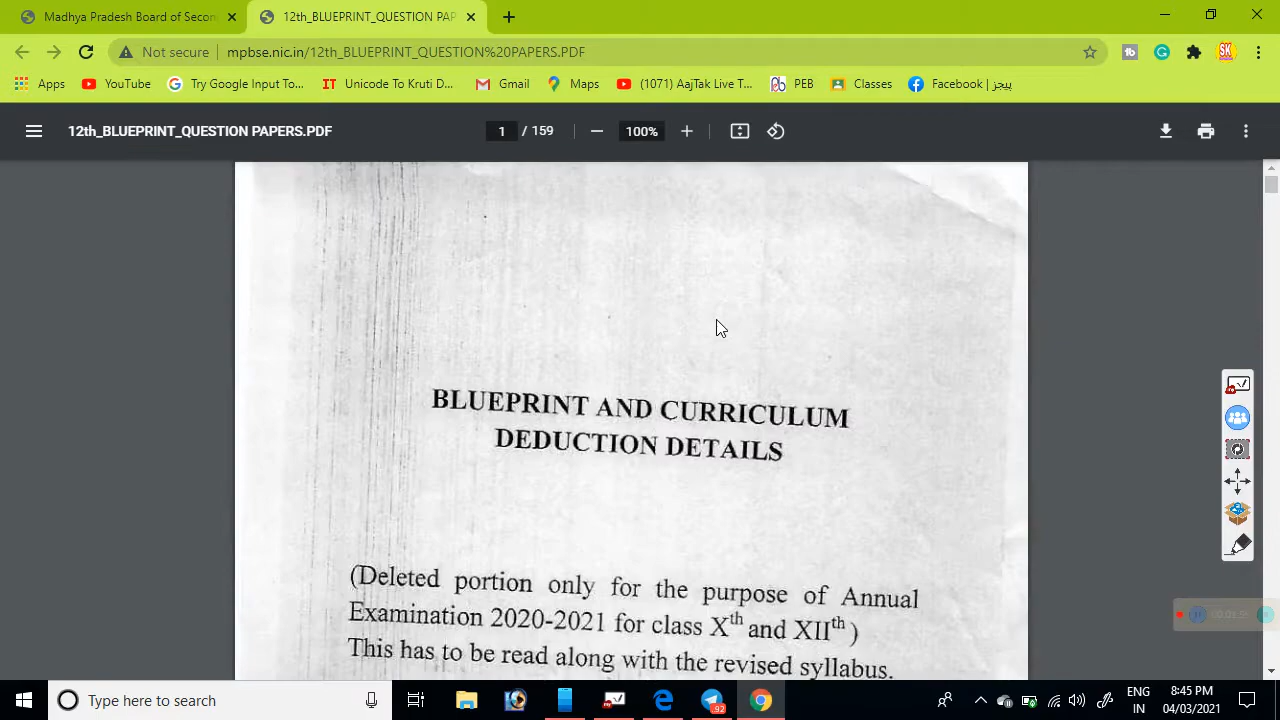 Madhya Pradesh Board of Secon
12th_BLUEPRINT_QUESTION PAP
Not secure
mpbse.nic.in/12th_BLUEPRINT_QUESTION%20PAPERS.PDF
Apps
YouTube
Try Google Input To...
IT Unicode To Kruti D...
Gmail
Maps
(1071) AajTak Live T...
PEB
Classes
Facebook | پیجز
12th_BLUEPRINT_QUESTION PAPERS.PDF
1 / 159
100%
BLUEPRINT AND CURRICULUM
DEDUCTION DETAILS
(Deleted portion only for the purpose of Annual
Examination 2020-2021 for class Xth and XIIth)
This has to be read along with the revised syllabus.
Type here to search
92
ENG
IN
8:45 PM
04/03/2021